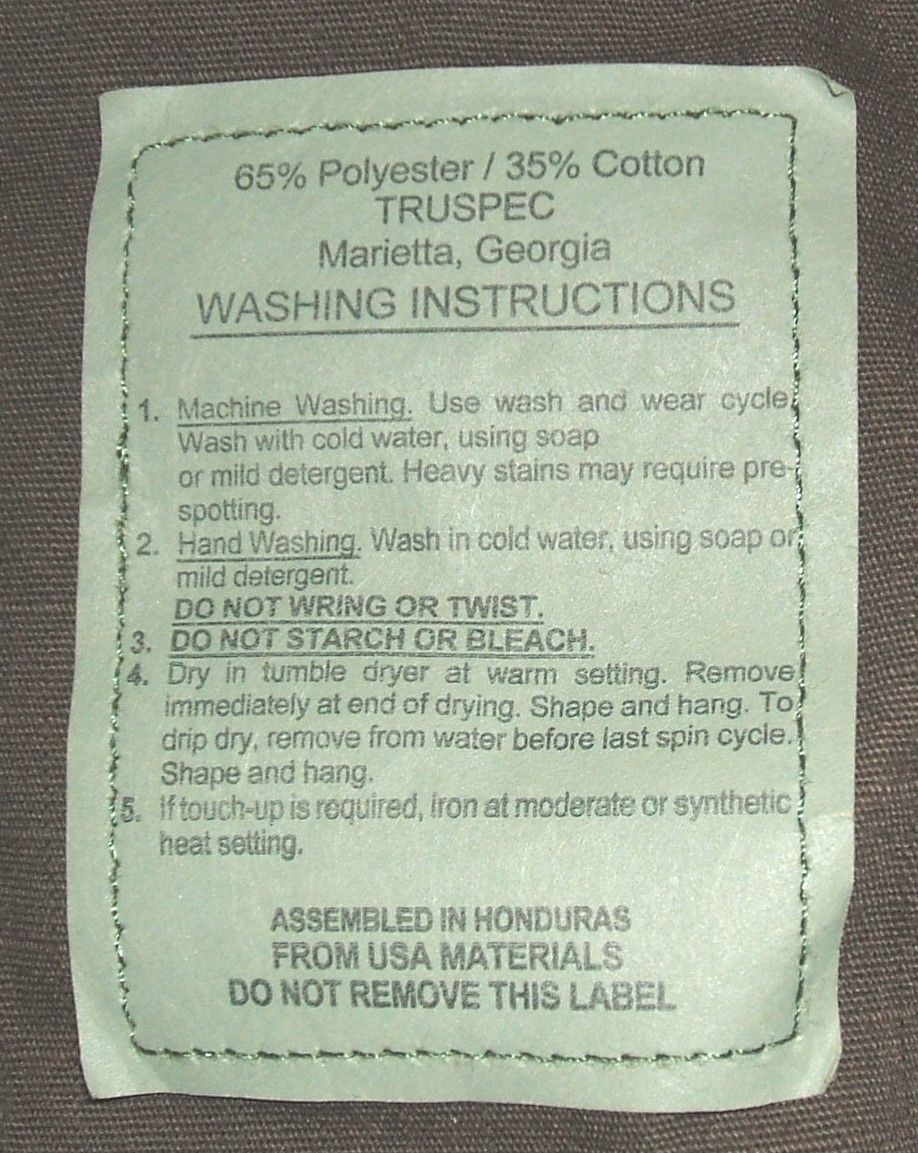 65% Polyester / 35% Cotton
TRUSPEC
Marietta, Georgia
WASHING INSTRUCTIONS
1. Machine Washing. Use wash and wear cycle.
Wash with cold water, using soap
or mild detergent. Heavy stains may require pre-
spotting.
2. Hand Washing. Wash in cold water, using soap or
mild detergent.
DO NOT WRING OR TWIST.
3. DO NOT STARCH OR BLEACH.
4. Dry in tumble dryer at warm setting. Remove
immediately at end of drying. Shape and hang. To
drip dry, remove from water before last spin cycle.
Shape and hang.
5. If touch-up is required, iron at moderate or synthetic
heat setting.
ASSEMBLED IN HONDURAS
FROM USA MATERIALS
DO NOT REMOVE THIS LABEL